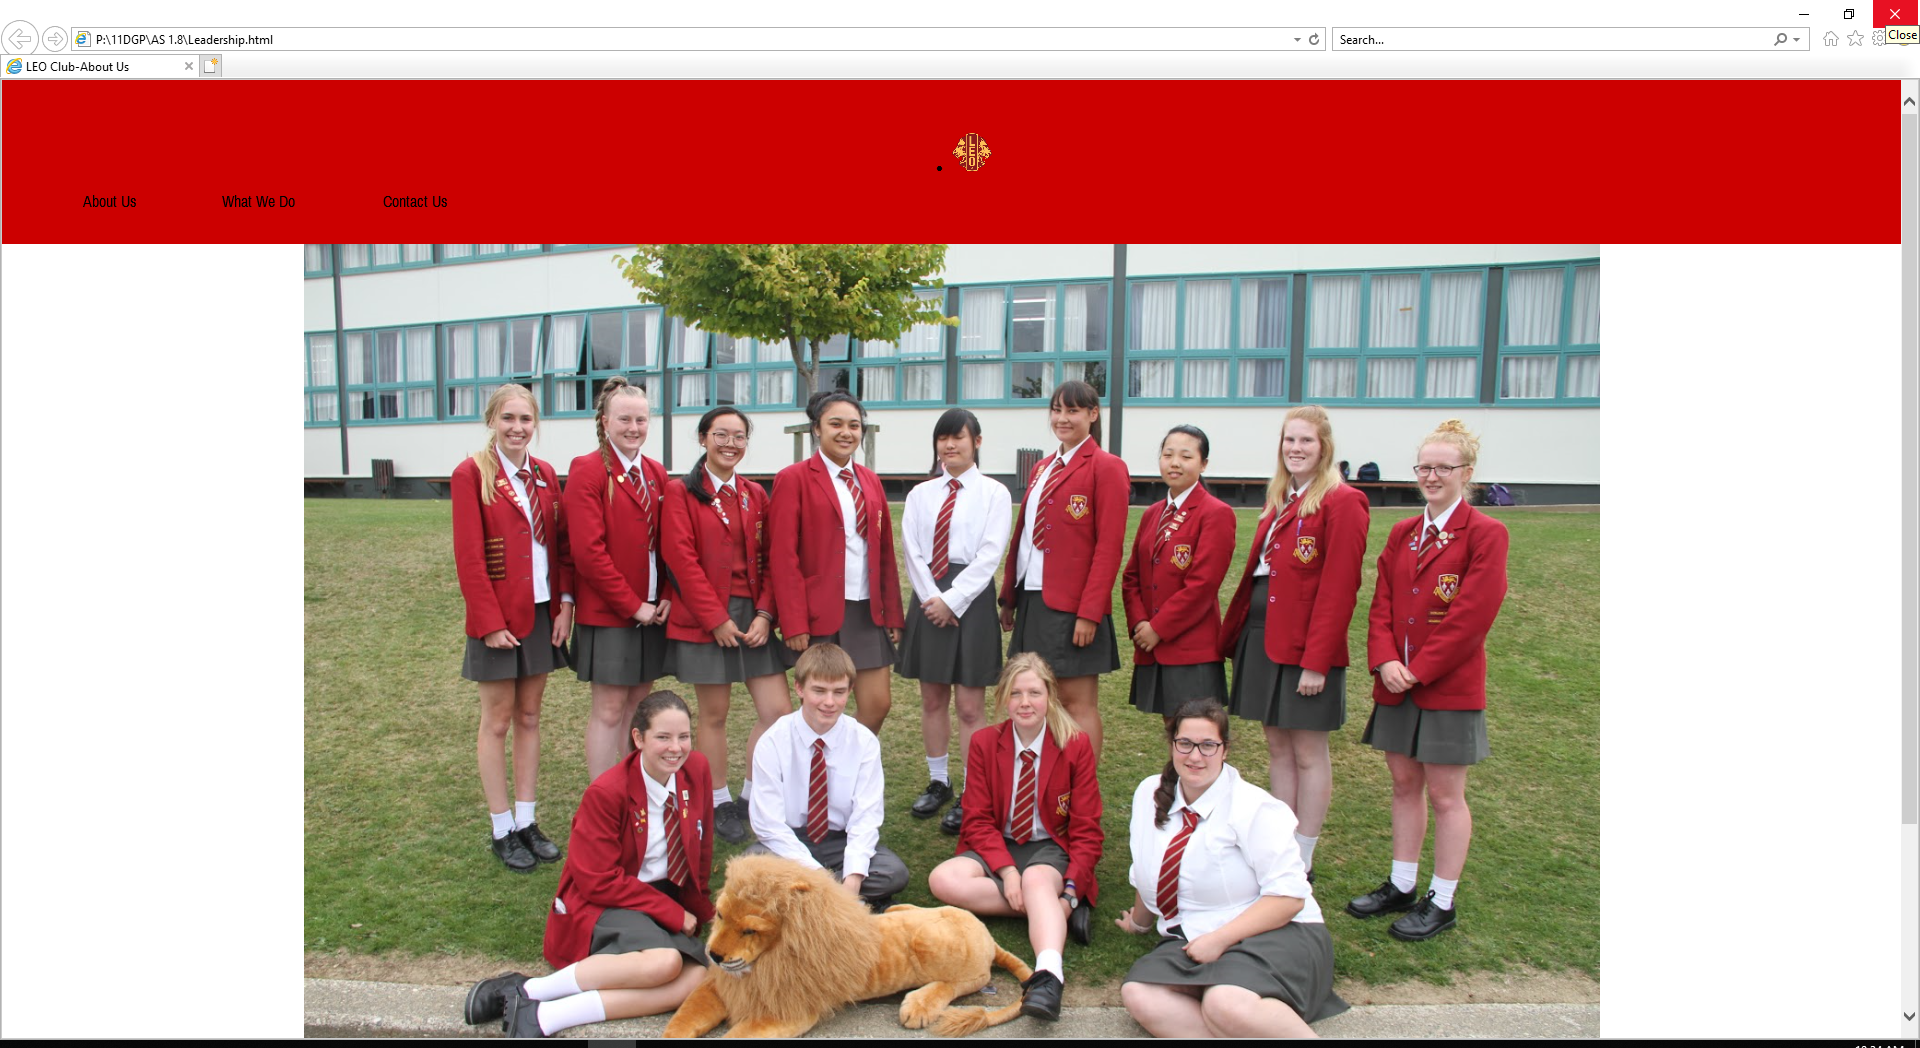 Close
P:\11DGP\AS 1.8\Leadership.html
Search...
LEO Club-About Us
LEO
About Us
What We Do
Contact Us